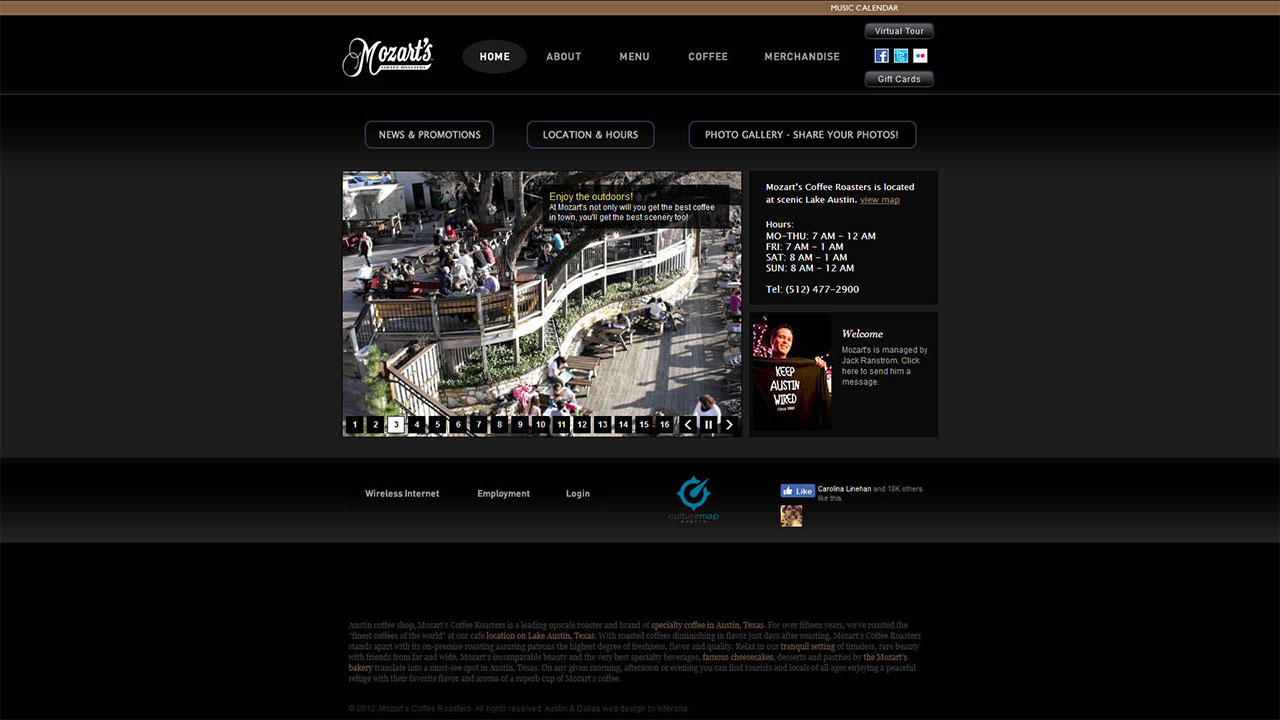 MUSIC CALENDAR
Virtual Tour
Mozart's
COFFEE ROASTERS
HOME
ABOUT
MENU
COFFEE
MERCHANDISE
Gift Cards
NEWS & PROMOTIONS
LOCATION & HOURS
PHOTO GALLERY - SHARE YOUR PHOTOS!
Enjoy the outdoors!
At Mozart's not only will you get the best coffee
in town, you'll get the best scenery too!
1 2 3 4 5 6 7 8 9 10 11 12 13 14 15 16
Mozart's Coffee Roasters is located
at scenic Lake Austin. view map
Hours:
MO-THU: 7 AM - 12 AM
FRI: 7 AM - 1 AM
SAT: 8 AM - 1 AM
SUN: 8 AM - 12 AM
Tel: (512) 477-2900
KEEP
AUSTIN
WIRED
Welcome
Mozart's is managed by
Jack Ranstrom. Click
here to send him a
message.
Wireless Internet
Employment
Login
culturemap
AUSTIN
Like
Carolina Linehan and 18K others
like this.
Austin coffee shop, Mozart's Coffee Roasters is a leading upscale roaster and brand of specialty coffee in Austin, Texas. For over fifteen years, we've roasted the
"finest coffees of the world" at our cafe location on Lake Austin, Texas. With roasted coffees diminishing in flavor just days after roasting, Mozart's Coffee Roasters
stands apart with its on-premise roasting assuring patrons the highest degree of freshness, flavor and quality. Relax in our tranquil setting of timeless, rare beauty
with friends from far and wide. Mozart's incomparable beauty and the very best specialty beverages, famous cheesecakes, desserts and pastries by the Mozart's
bakery translate into a must-see spot in Austin, Texas. On any given morning, afternoon or evening you can find tourists and locals of all ages enjoying a peaceful
refuge with their favorite flavor and aroma of a superb cup of Mozart's coffee.
© 2012. Mozart's Coffee Roasters. All rights reserved. Austin & Dallas web design by Interana.